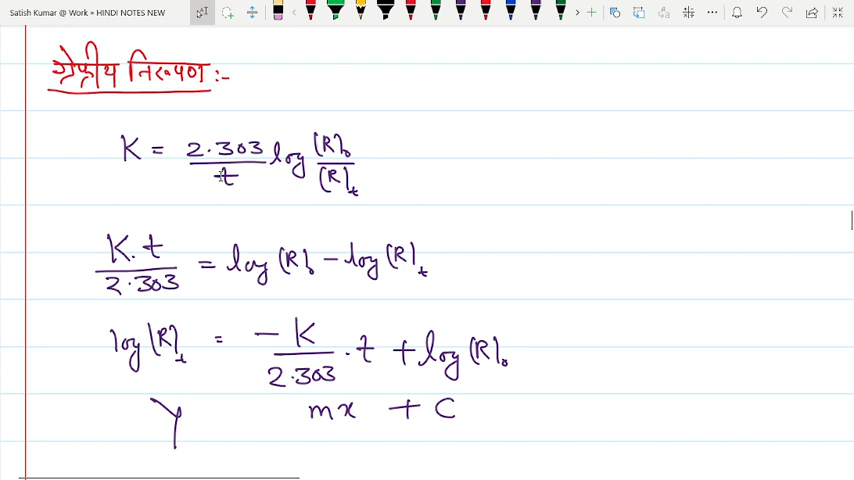 Satish Kumar @ Work » HINDI NOTES NEW
ग्रेफीय निरूपण :-
K = 2.303/t log [R]₀/[R]ₜ
K.t/2.303 = log [R]₀ - log [R]ₜ
log [R]ₜ = -K/2.303 . t + log [R]₀
Y mx + C